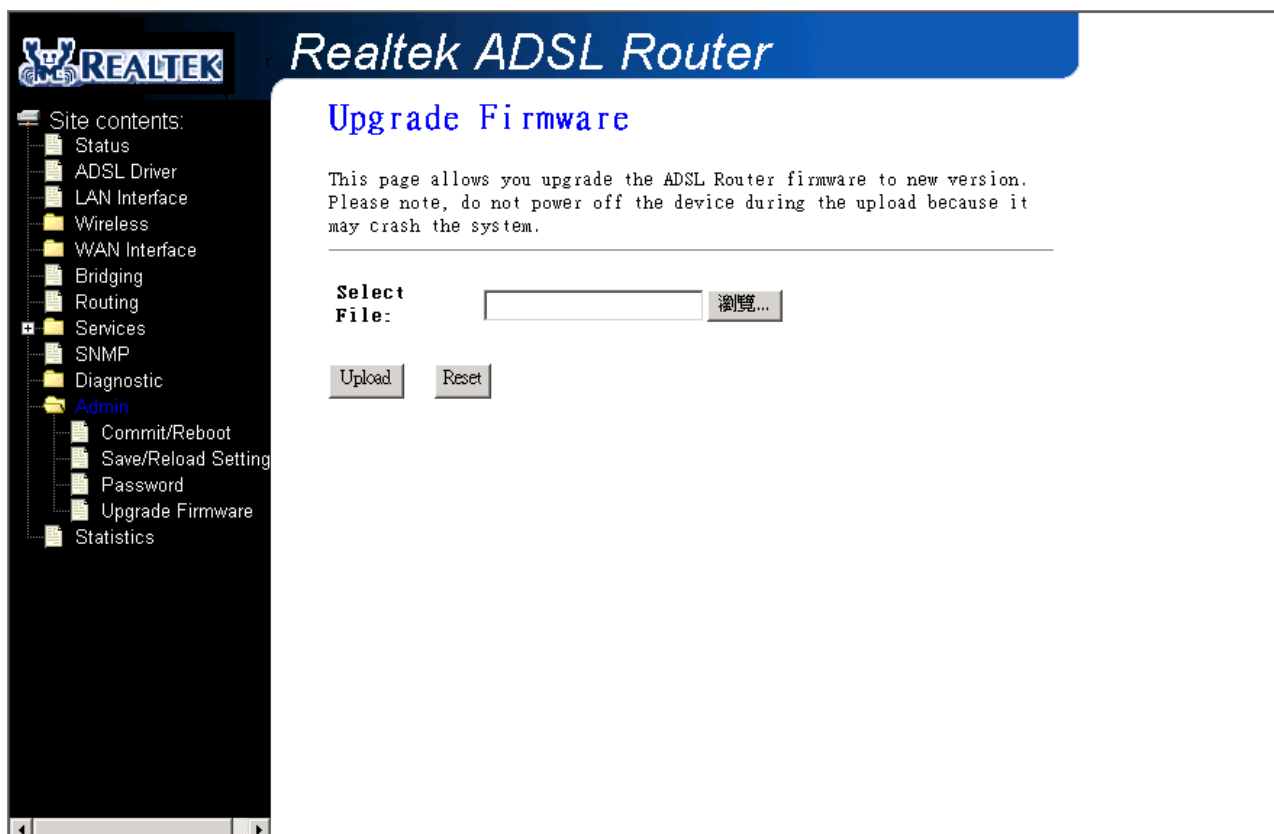 REALTEK
Realtek ADSL Router
Site contents:
Status
ADSL Driver
LAN Interface
Wireless
WAN Interface
Bridging
Routing
Services
SNMP
Diagnostic
Admin
Commit/Reboot
Save/Reload Setting
Password
Upgrade Firmware
Statistics
Upgrade Firmware
This page allows you upgrade the ADSL Router firmware to new version.
Please note, do not power off the device during the upload because it
may crash the system.
Select
File:
瀏覽...
Upload Reset